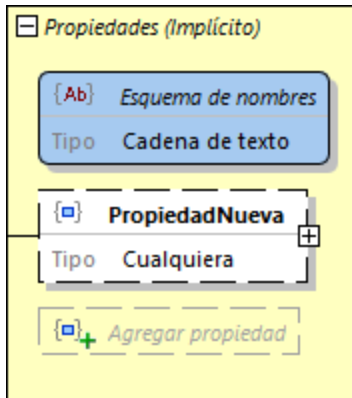 Propiedades (Implícito)
{Ab} Esquema de nombres
Tipo Cadena de texto
PropiedadNueva
Tipo Cualquiera
Agregar propiedad